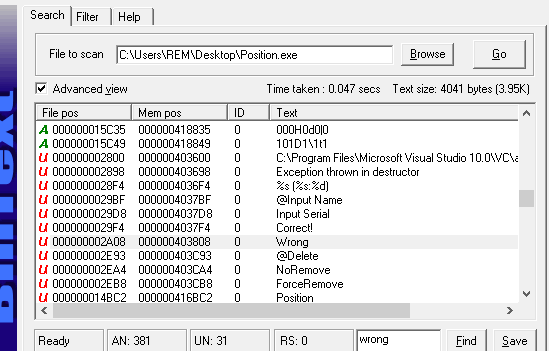 Search Filter Help
File to scan C:\Users\REM\Desktop\Position.exe Browse Go
Advanced view Time taken : 0.047 secs Text size: 4041 bytes (3.95K)
File pos Mem pos ID Text
A 000000015C35 000000418835 0 000H0d0|0
A 000000015C49 000000418849 0 101D1\1t1
U 000000002800 000000403600 0 C:\Program Files\Microsoft Visual Studio 10.0\VC\a
U 000000002898 000000403698 0 Exception thrown in destructor
U 0000000028F4 0000004036F4 0 %s (%s:%d)
U 0000000029BF 0000004037BF 0 @Input Name
U 0000000029D8 0000004037D8 0 Input Serial
U 0000000029F4 0000004037F4 0 Correct!
U 000000002A08 000000403808 0 Wrong
U 000000002E93 000000403C93 0 @Delete
U 000000002EA4 000000403CA4 0 NoRemove
U 000000002EB8 000000403CB8 0 ForceRemove
U 000000014BC2 000000416BC2 0 Position
Ready AN: 381 UN: 31 RS: 0 wrong Find Save
BinText